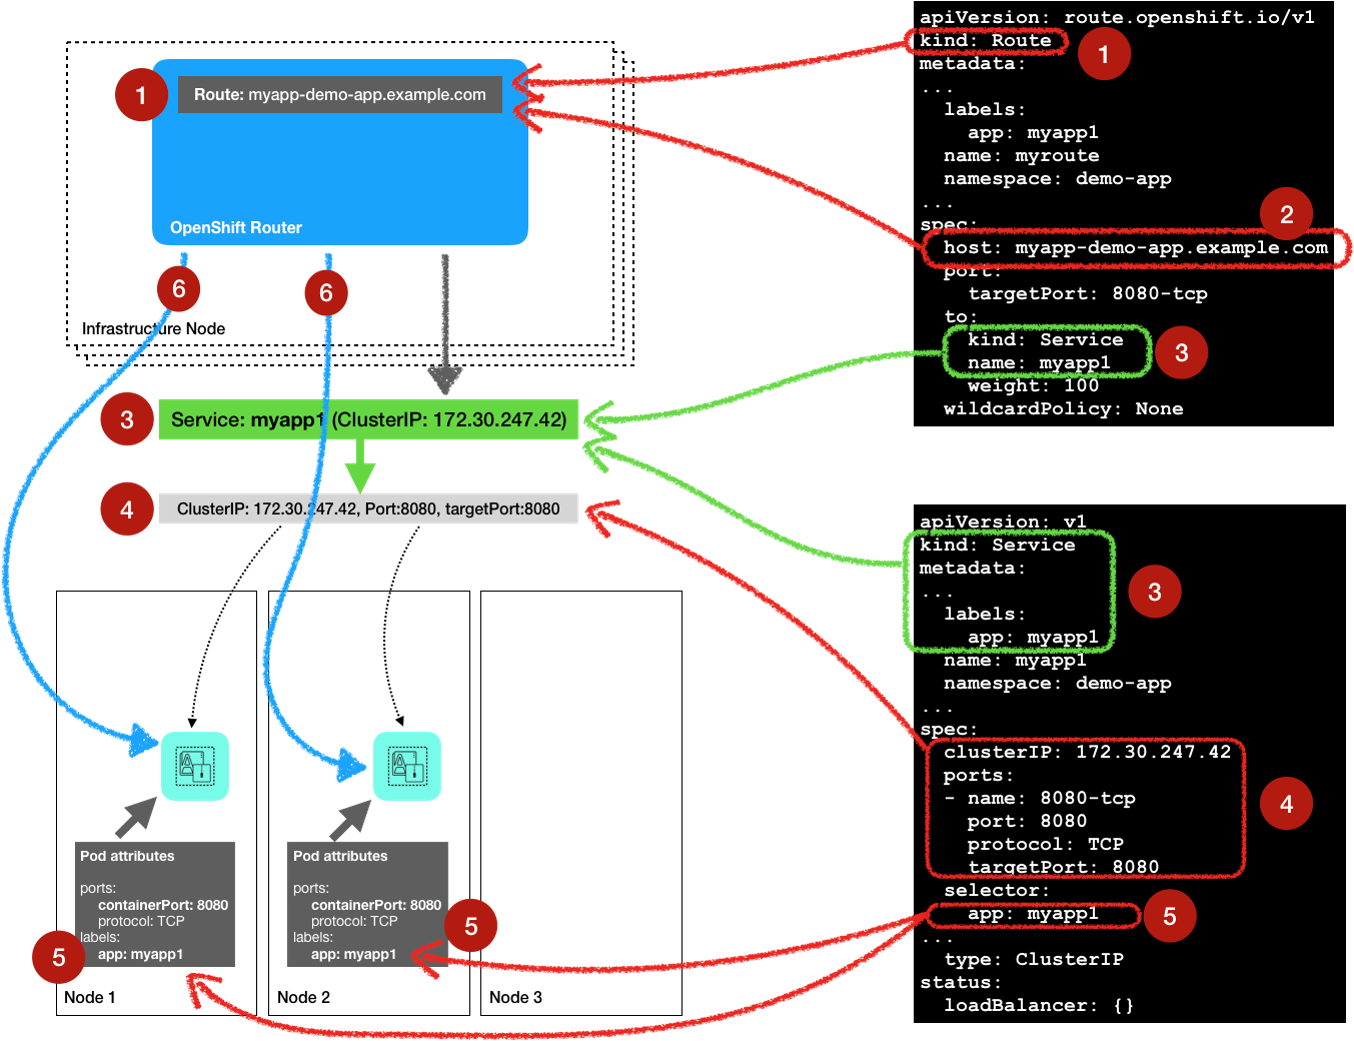 1
Route: myapp-demo-app.example.com
OpenShift Router
6
6
Infrastructure Node
3
Service: myapp1 (ClusterIP: 172.30.247.42)
4
ClusterIP: 172.30.247.42, Port:8080, targetPort:8080
Pod attributes
ports:
containerPort: 8080
protocol: TCP
labels:
app: myapp1
5
Node 1
Pod attributes
ports:
containerPort: 8080
protocol: TCP
labels:
app: myapp1
5
Node 2
Node 3
apiVersion: route.openshift.io/v1
kind: Route
1
metadata:
...
labels:
app: myapp1
name: myroute
namespace: demo-app
...
2
spec:
host: myapp-demo-app.example.com
port:
targetPort: 8080-tcp
to:
kind: Service
name: myapp1
3
weight: 100
wildcardPolicy: None
apiVersion: v1
kind: Service
metadata:
...
3
labels:
app: myapp1
name: myapp1
namespace: demo-app
...
spec:
clusterIP: 172.30.247.42
ports:
- name: 8080-tcp
4
port: 8080
protocol: TCP
targetPort: 8080
selector:
app: myapp1
5
...
type: ClusterIP
status:
loadBalancer: {}